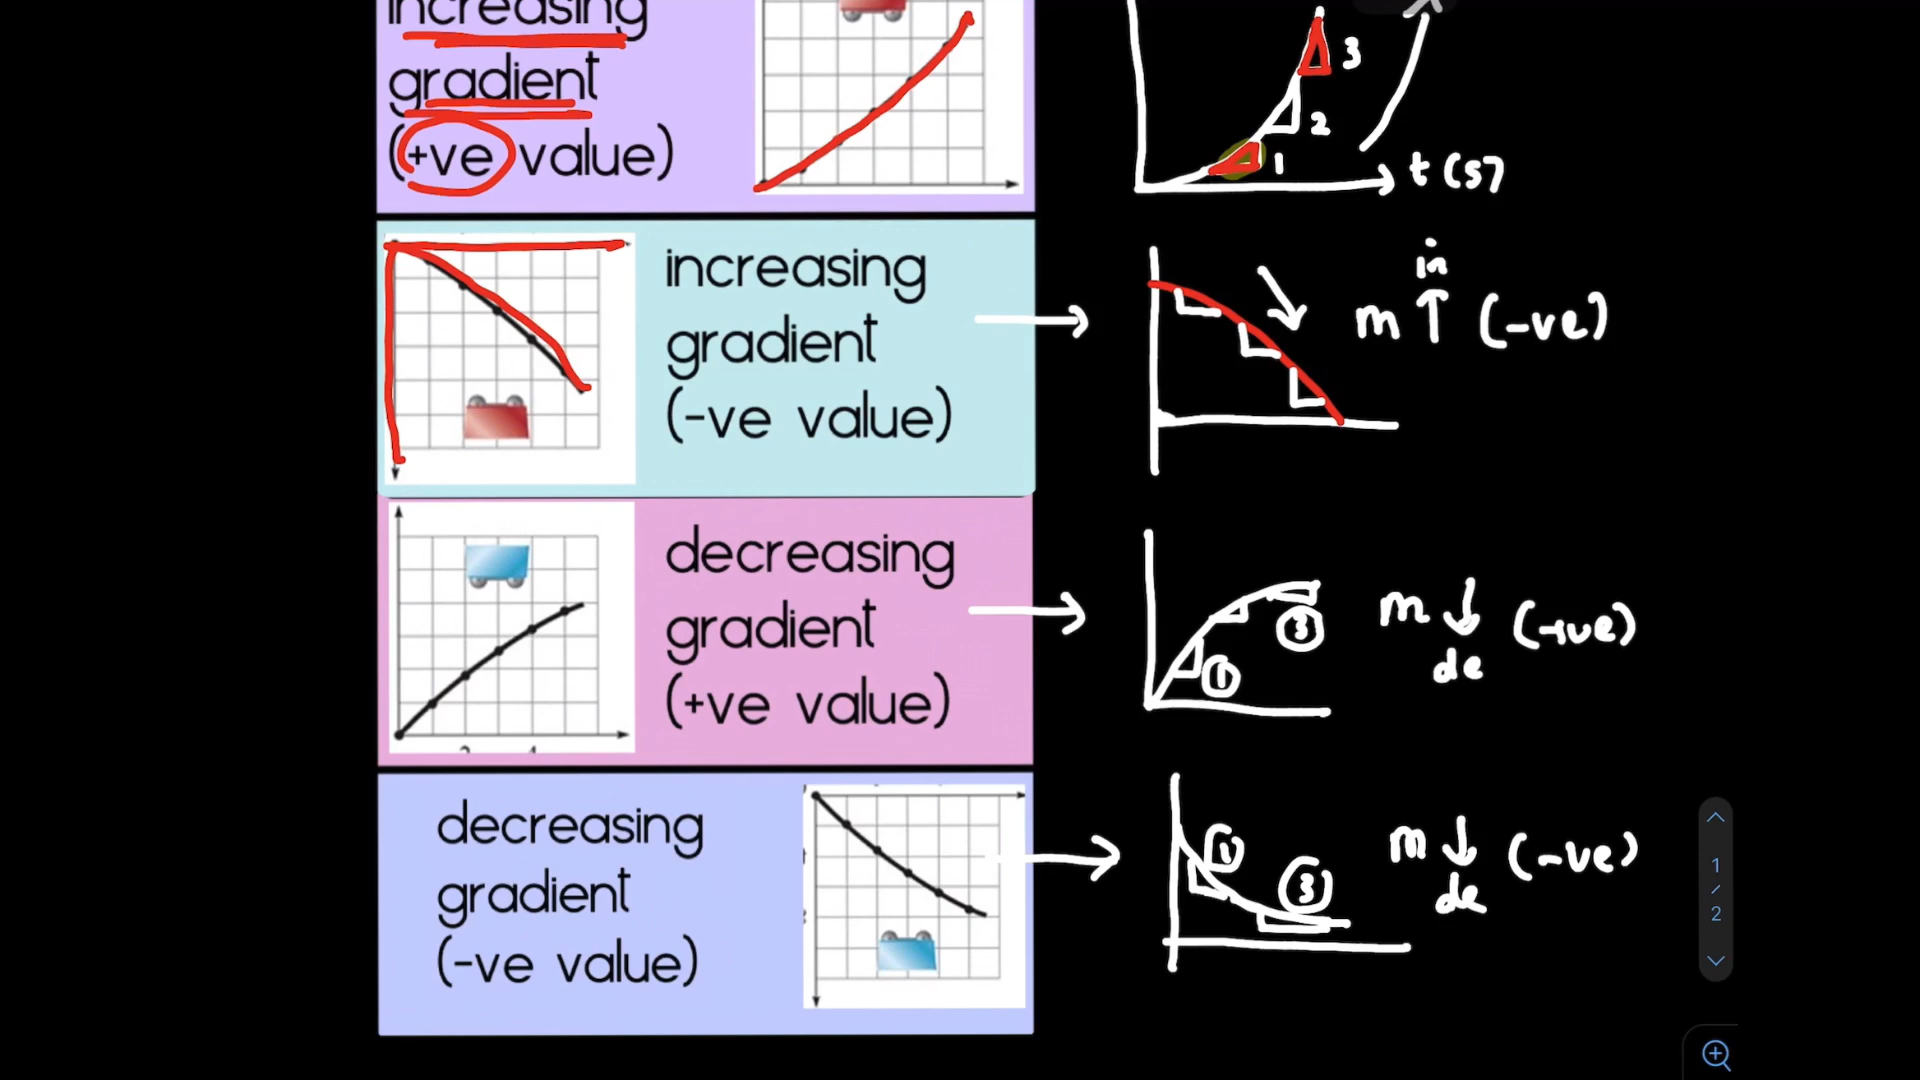 increasing
gradient
(+ve value)
3
2
1
t (s)
increasing
gradient
(-ve value)
in
m ↑ (-ve)
decreasing
gradient
(+ve value)
1
3
m ↓ (+ve)
de
decreasing
gradient
(-ve value)
1
3
m ↓ (-ve)
de
1
/
2